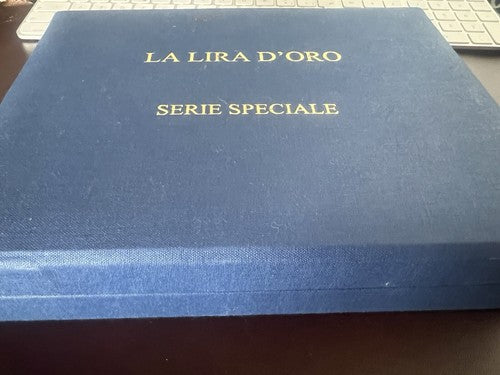 LA LIRA D'ORO
SERIE SPECIALE